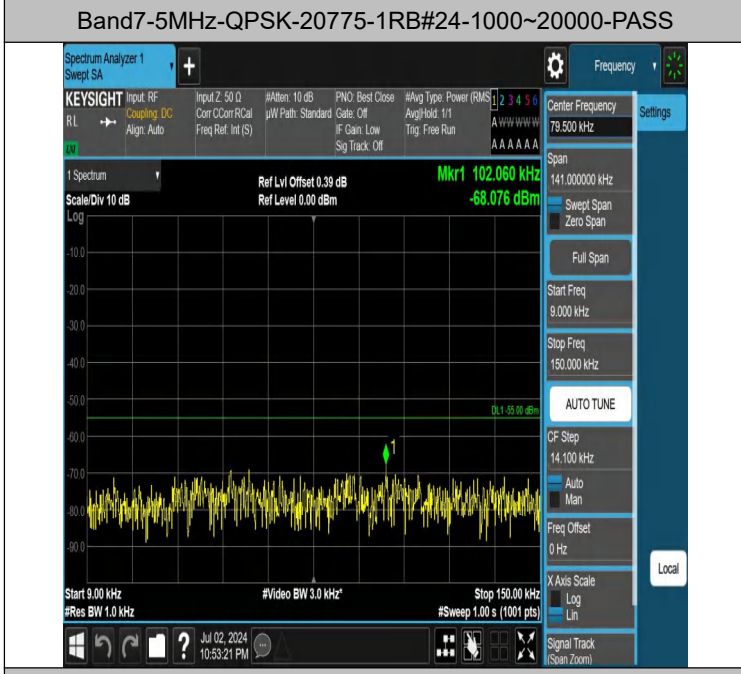 Band7-5MHz-QPSK-20775-1RB#24-1000~20000-PASS
Spectrum Analyzer 1
Swept SA
Frequency
KEYSIGHT
RL
Input: RF
Coupling: DC
Align: Auto
Input Z: 50 Ω
Corr CCorr RCal
Freq Ref: Int (S)
#Atten: 10 dB
µW Path: Standard
PNO: Best Close
Gate: Off
IF Gain: Low
Sig Track: Off
#Avg Type: Power (RMS
Avg|Hold: 1/1
Trig: Free Run
1 2 3 4 5 6
A W W W W W
A A A A A A
1 Spectrum
Scale/Div 10 dB
Log
Ref Lvl Offset 0.39 dB
Ref Level 0.00 dBm
Mkr1 102.060 kHz
-68.076 dBm
-10.0
-20.0
-30.0
-40.0
-50.0
-60.0
-70.0
-80.0
-90.0
DL1 -55.00 dBm
1
Start 9.00 kHz
#Res BW 1.0 kHz
#Video BW 3.0 kHz*
Stop 150.00 kHz
#Sweep 1.00 s (1001 pts)
Jul 02, 2024
10:53:21 PM
Center Frequency
79.500 kHz
Span
141.000000 kHz
Swept Span
Zero Span
Full Span
Start Freq
9.000 kHz
Stop Freq
150.000 kHz
AUTO TUNE
CF Step
14.100 kHz
Auto
Man
Freq Offset
0 Hz
X Axis Scale
Log
Lin
Signal Track
(Span Zoom)
Settings
Local